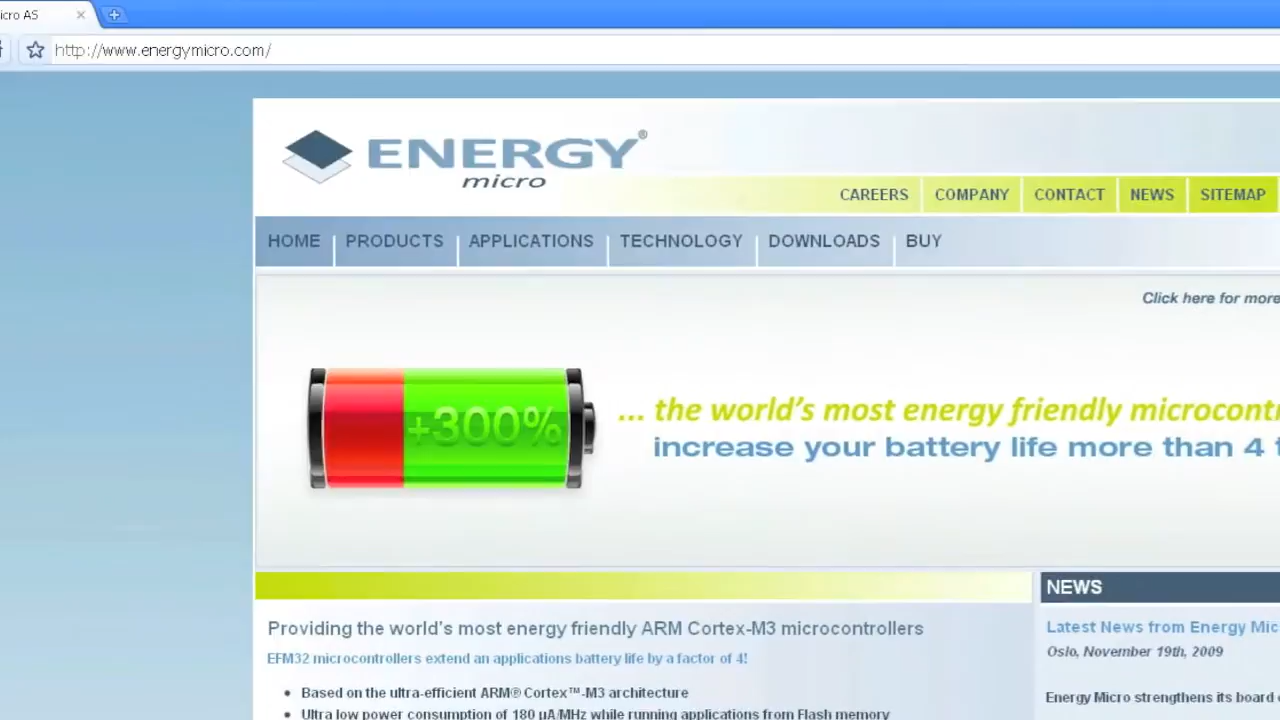 icro AS
http://www.energymicro.com/
ENERGY®
micro
CAREERS COMPANY CONTACT NEWS SITEMAP
HOME PRODUCTS APPLICATIONS TECHNOLOGY DOWNLOADS BUY
Click here for more
+300%
... the world's most energy friendly microcont
increase your battery life more than 4
NEWS
Providing the world's most energy friendly ARM Cortex-M3 microcontrollers
Latest News from Energy Mic
EFM32 microcontrollers extend an applications battery life by a factor of 4!
Oslo, November 19th, 2009
• Based on the ultra-efficient ARM® Cortex™-M3 architecture
Energy Micro strengthens its board
• Ultra low power consumption of 180 µA/MHz while running applications from Flash memory